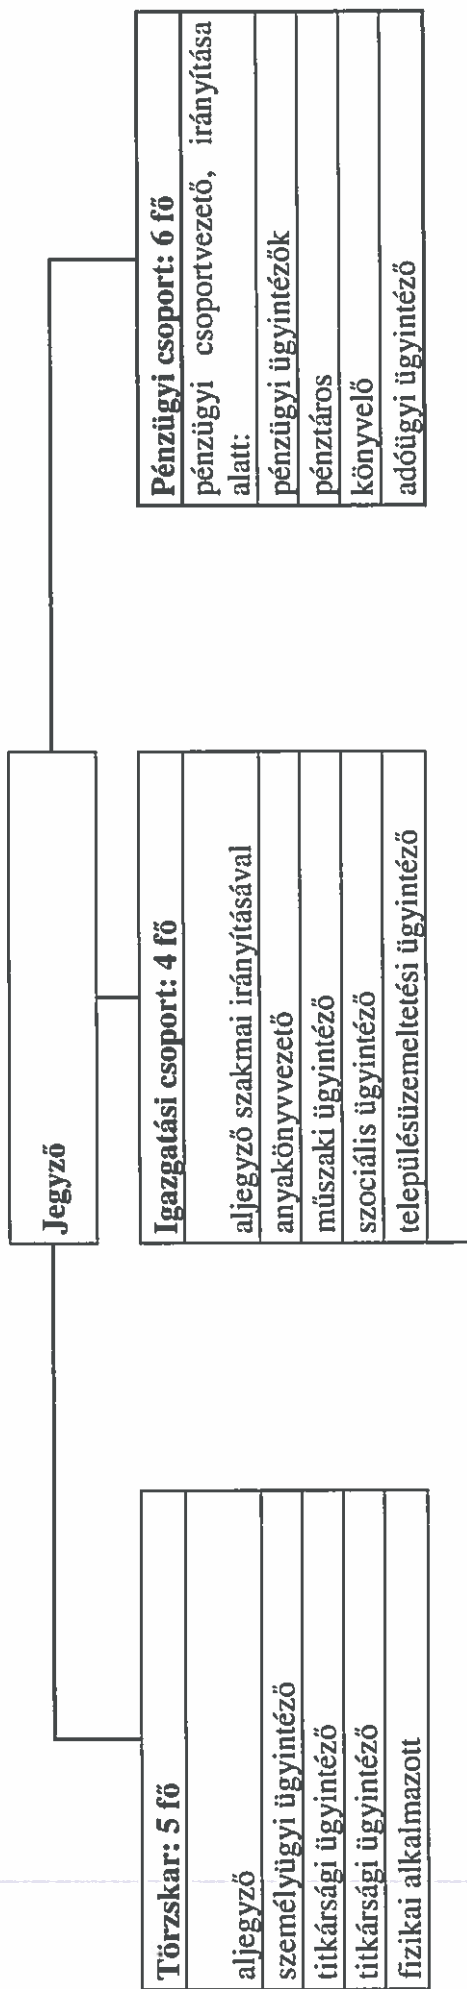 Jegyző
Törzskar: 5 fő
aljegyző
személyügyi ügyintéző
titkársági ügyintéző
titkársági ügyintéző
fizikai alkalmazott
Igazgatási csoport: 4 fő
aljegyző szakmai irányításával
anyakönyvvezető
műszaki ügyintéző
szociális ügyintéző
településüzemeltetési ügyintéző
Pénzügyi csoport: 6 fő
pénzügyi csoportvezető, irányítása
alatt:
pénzügyi ügyintézők
pénztáros
könyvelő
adóügyi ügyintéző